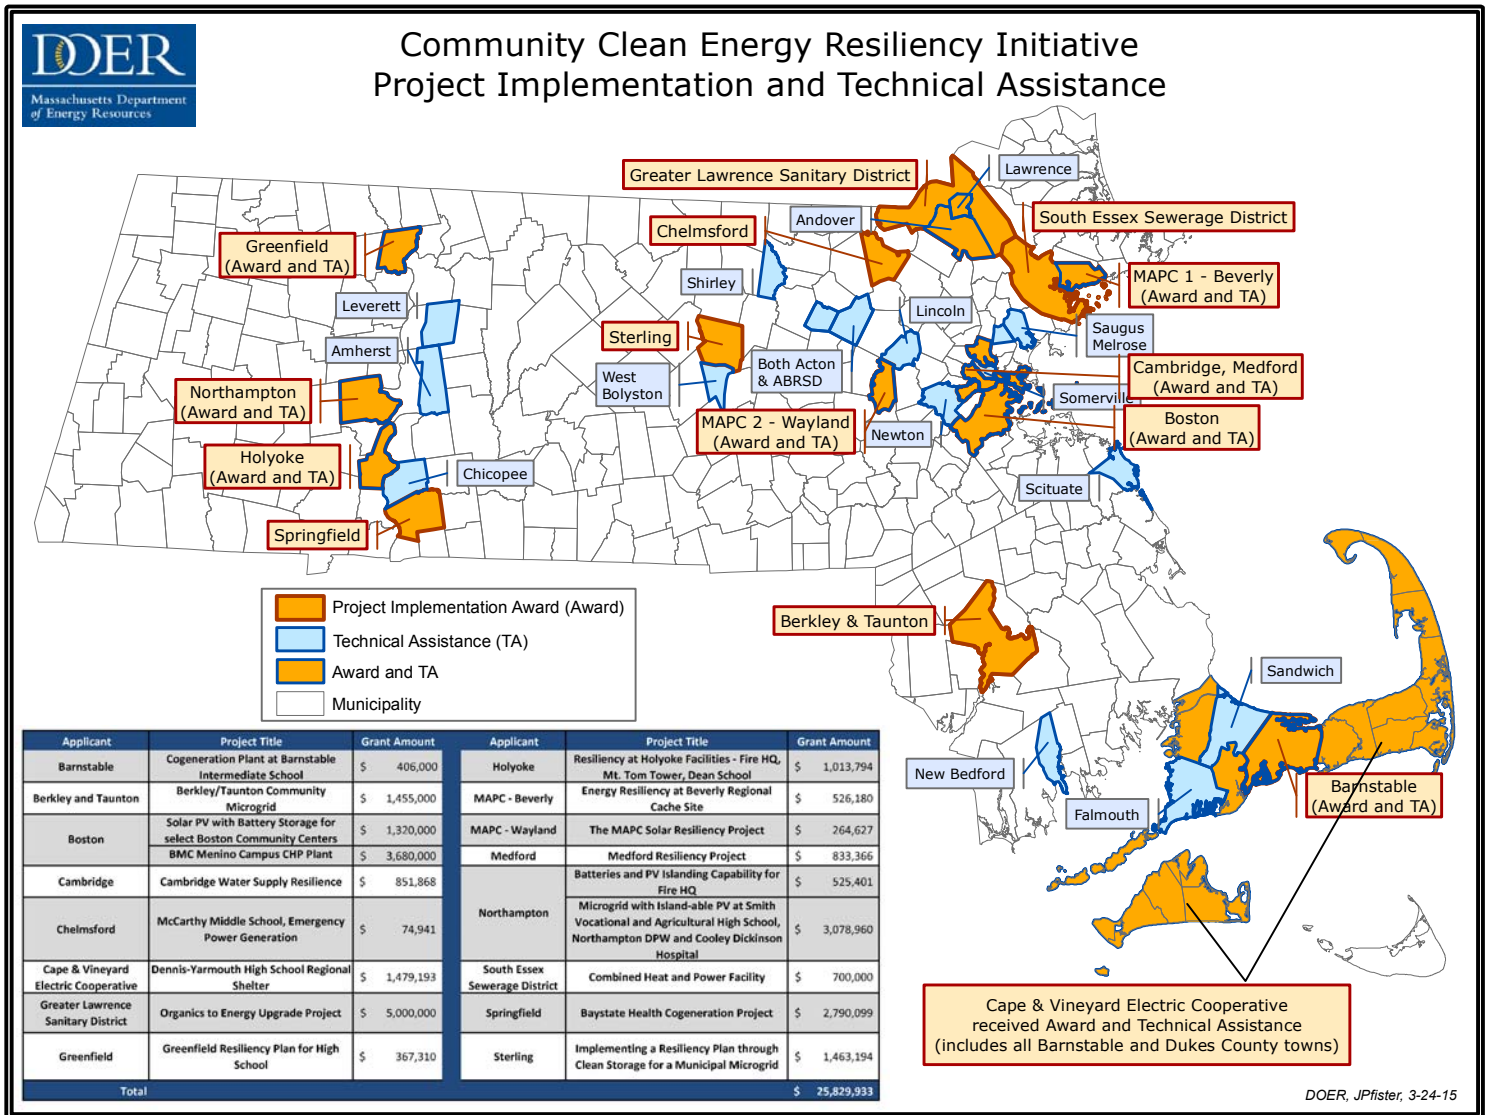 DOER
Massachusetts Department
of Energy Resources
Community Clean Energy Resiliency Initiative
Project Implementation and Technical Assistance
Greater Lawrence Sanitary District
Lawrence
Andover
South Essex Sewerage District
Chelmsford
Greenfield
(Award and TA)
MAPC 1 - Beverly
(Award and TA)
Shirley
Leverett
Lincoln
Saugus
Melrose
Sterling
Amherst
Both Acton
& ABRSD
West
Bolyston
Cambridge, Medford
(Award and TA)
Northampton
(Award and TA)
Somerville
MAPC 2 - Wayland
(Award and TA)
Newton
Boston
(Award and TA)
Holyoke
(Award and TA)
Chicopee
Scituate
Springfield
Project Implementation Award (Award)
Technical Assistance (TA)
Award and TA
Municipality
Berkley & Taunton
Sandwich
New Bedford
Falmouth
Barnstable
(Award and TA)
Cape & Vineyard Electric Cooperative
received Award and Technical Assistance
(includes all Barnstable and Dukes County towns)
Applicant Project Title Grant Amount
Barnstable Cogeneration Plant at Barnstable
Intermediate School $ 406,000
Berkley and Taunton Berkley/Taunton Community
Microgrid $ 1,455,000
Boston Solar PV with Battery Storage for
select Boston Community Centers $ 1,320,000
BMC Menino Campus CHP Plant $ 3,680,000
Cambridge Cambridge Water Supply Resilience $ 851,868
Chelmsford McCarthy Middle School, Emergency
Power Generation $ 74,941
Cape & Vineyard
Electric Cooperative Dennis-Yarmouth High School Regional
Shelter $ 1,479,193
Greater Lawrence
Sanitary District Organics to Energy Upgrade Project $ 5,000,000
Greenfield Greenfield Resiliency Plan for High
School $ 367,310
Applicant Project Title Grant Amount
Holyoke Resiliency at Holyoke Facilities - Fire HQ,
Mt. Tom Tower, Dean School $ 1,013,794
MAPC - Beverly Energy Resiliency at Beverly Regional
Cache Site $ 526,180
MAPC - Wayland The MAPC Solar Resiliency Project $ 264,627
Medford Medford Resiliency Project $ 833,366
Northampton Batteries and PV Islanding Capability for
Fire HQ $ 525,401
Microgrid with Island-able PV at Smith
Vocational and Agricultural High School,
Northampton DPW and Cooley Dickinson
Hospital $ 3,078,960
South Essex
Sewerage District Combined Heat and Power Facility $ 700,000
Springfield Baystate Health Cogeneration Project $ 2,790,099
Sterling Implementing a Resiliency Plan through
Clean Storage for a Municipal Microgrid $ 1,463,194
Total $ 25,829,933
DOER, JPfister, 3-24-15